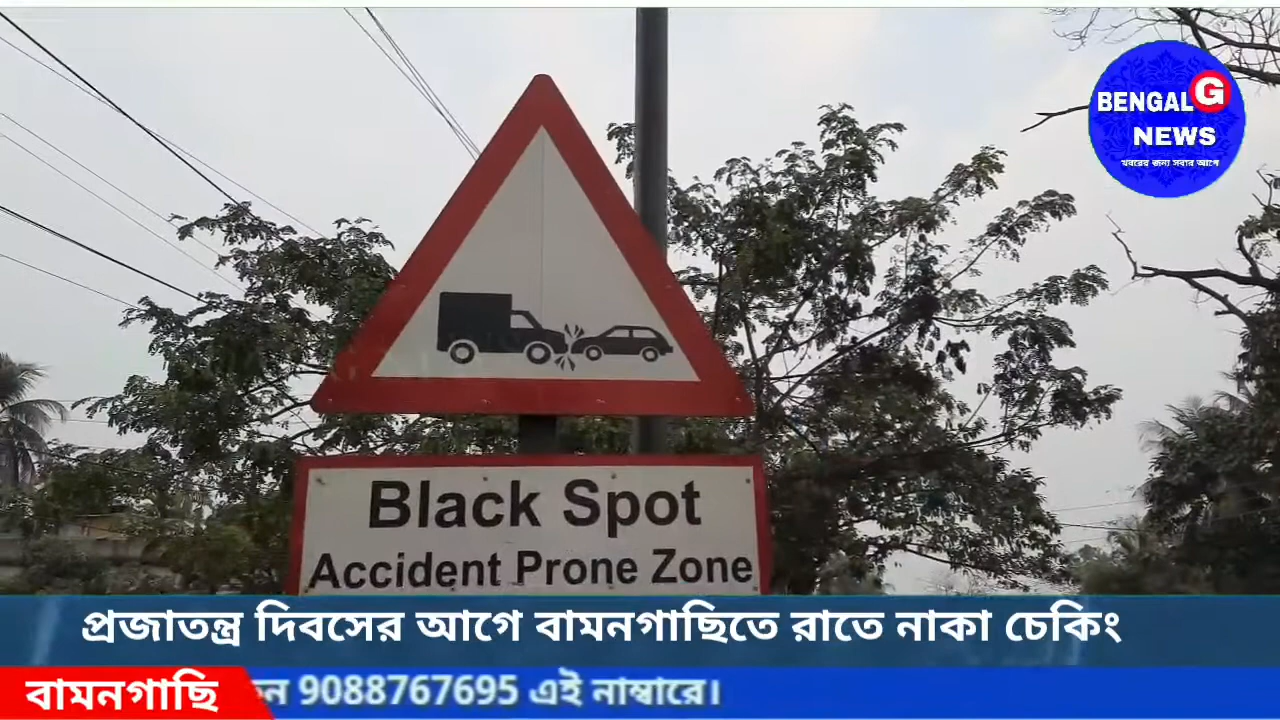 BENGAL G
NEWS
খবরের জন্য সবার আগে
Black Spot
Accident Prone Zone
প্রজাতন্ত্র দিবসের আগে বামনগাছিতে রাতে নাকা চেকিং
বামনগাছি
9088767695 এই নাম্বারে।